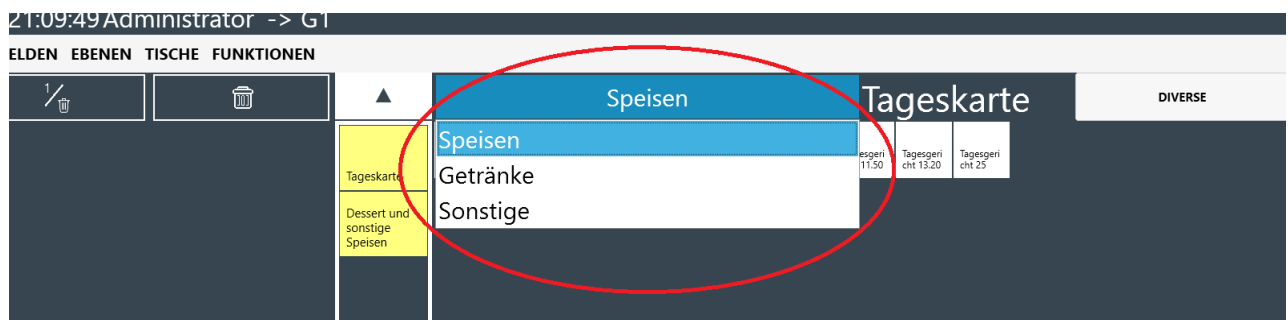 21:09:49 Administrator -> G1
ELDEN EBENEN TISCHE FUNKTIONEN
1/
▲
Speisen
Tageskarte
DIVERSE
Speisen
Getränke
Sonstige
Tageskarte
Dessert und
sonstige
Speisen
esgeri
11.50
Tagesgeri
cht 13.20
Tagesgeri
cht 25